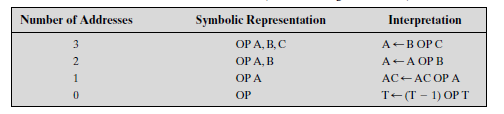 Number of Addresses Symbolic Representation Interpretation
3 OP A, B, C A ← B OP C
2 OP A, B A ← A OP B
1 OP A AC ← AC OP A
0 OP T ← (T − 1) OP T